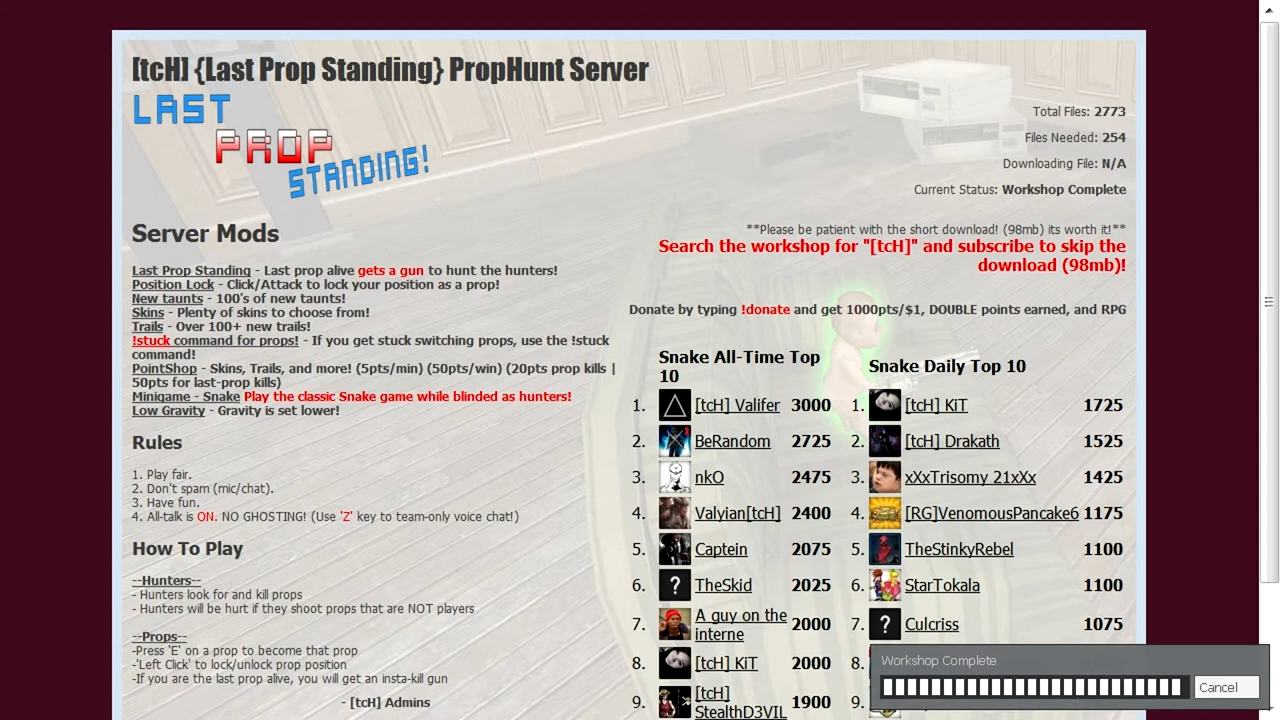 [tcH] {Last Prop Standing} PropHunt Server
LAST
PROP
STANDING!
Total Files: 2773
Files Needed: 254
Downloading File: N/A
Current Status: Workshop Complete
Server Mods
Last Prop Standing - Last prop alive gets a gun to hunt the hunters!
Position Lock - Click/Attack to lock your position as a prop!
New taunts - 100's of new taunts!
Skins - Plenty of skins to choose from!
Trails - Over 100+ new trails!
!stuck command for props! - If you get stuck switching props, use the !stuck
command!
PointShop - Skins, Trails, and more! (5pts/min) (50pts/win) (20pts prop kills |
50pts for last-prop kills)
Minigame - Snake Play the classic Snake game while blinded as hunters!
Low Gravity - Gravity is set lower!
Rules
1. Play fair.
2. Don't spam (mic/chat).
3. Have fun.
4. All-talk is ON. NO GHOSTING! (Use 'Z' key to team-only voice chat!)
How To Play
--Hunters--
- Hunters look for and kill props
- Hunters will be hurt if they shoot props that are NOT players
--Props--
-Press 'E' on a prop to become that prop
-'Left Click' to lock/unlock prop position
-If you are the last prop alive, you will get an insta-kill gun
- [tcH] Admins
**Please be patient with the short download! (98mb) its worth it!**
Search the workshop for "[tcH]" and subscribe to skip the
download (98mb)!
Donate by typing !donate and get 1000pts/$1, DOUBLE points earned, and RPG
Snake All-Time Top
10
1. [tcH] Valifer 3000
2. BeRandom 2725
3. nkO 2475
4. Valyian[tcH] 2400
5. Captein 2075
6. TheSkid 2025
7. A guy on the
interne 2000
8. [tcH] KiT 2000
9. [tcH]
StealthD3VIL 1900
Snake Daily Top 10
1. [tcH] KiT 1725
2. [tcH] Drakath 1525
3. xXxTrisomy 21xXx 1425
4. [RG]VenomousPancake6 1175
5. TheStinkyRebel 1100
6. StarTokala 1100
7. Culcriss 1075
8.
9.
Workshop Complete
Cancel